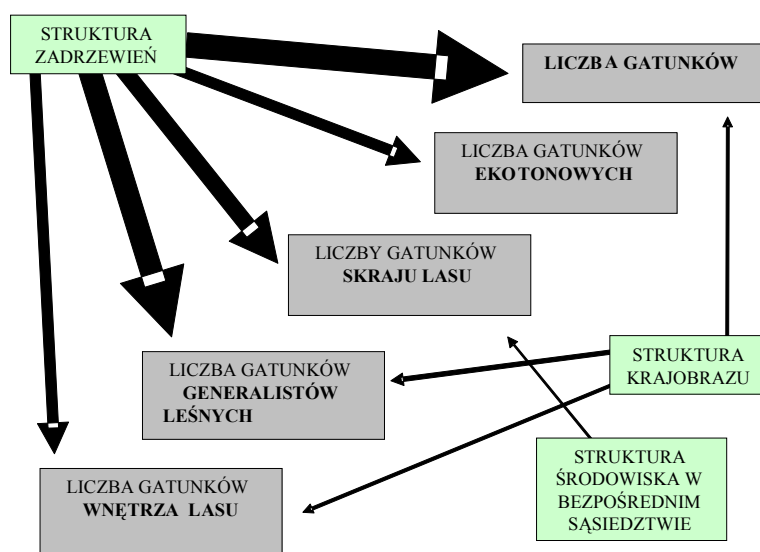 STRUKTURA
ZADRZEWIEŃ
LICZBA GATUNKÓW
LICZBA GATUNKÓW
EKOTONOWYCH
LICZBY GATUNKÓW
SKRAJU LASU
STRUKTURA
KRAJOBRAZU
LICZBA GATUNKÓW
GENERALISTÓW
LEŚNYCH
STRUKTURA
ŚRODOWISKA W
BEZPOŚREDNIM
SĄSIEDZTWIE
LICZBA GATUNKÓW
WNĘTRZA LASU